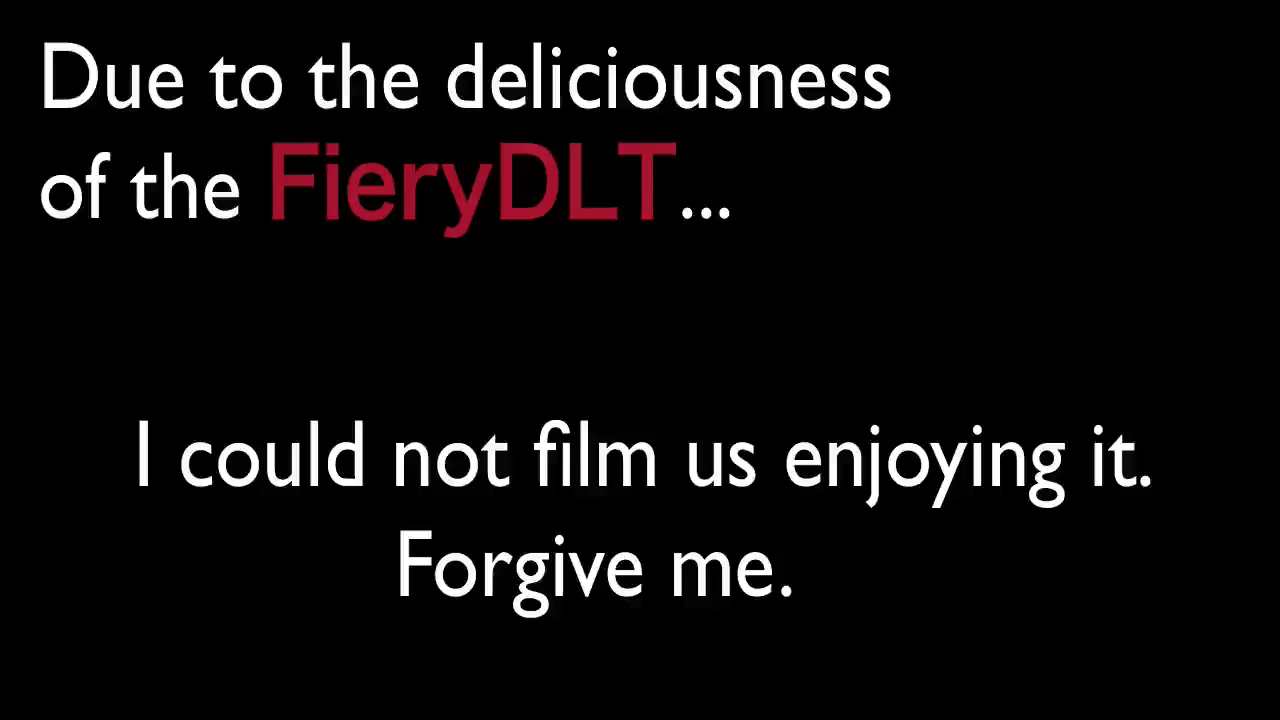 Due to the deliciousness
of the FieryDLT...
I could not film us enjoying it.
Forgive me.